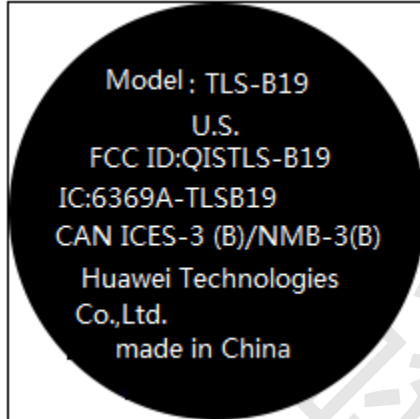 Model : TLS-B19
U.S.
FCC ID:QISTLS-B19
IC:6369A-TLSB19
CAN ICES-3 (B)/NMB-3(B)
Huawei Technologies
Co.,Ltd.
made in China